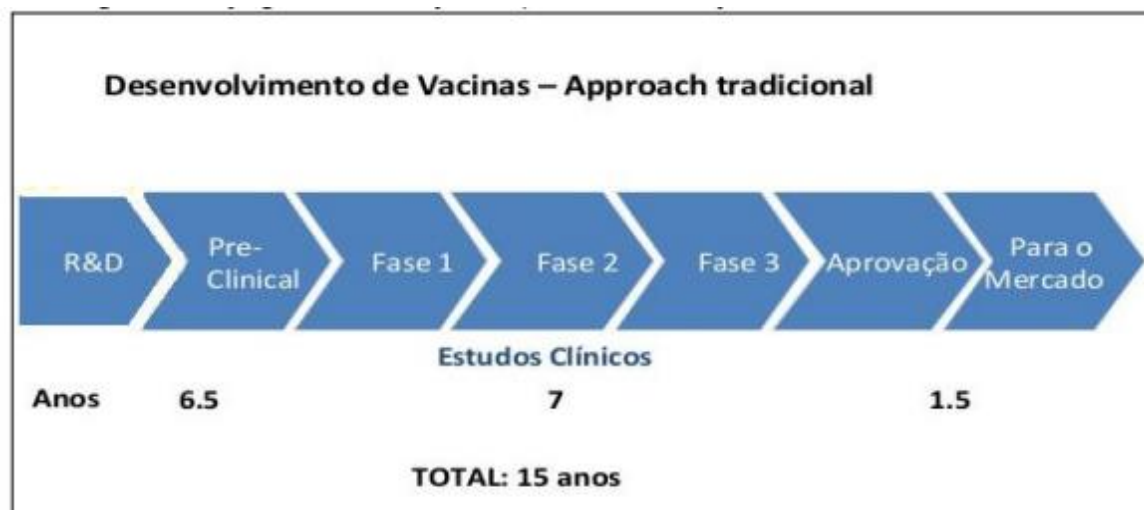 Desenvolvimento de Vacinas – Approach tradicional
R&D
Pre-
Clinical
Fase 1
Fase 2
Fase 3
Aprovação
Para o
Mercado
Estudos Clínicos
Anos 6.5 7 1.5
TOTAL: 15 anos